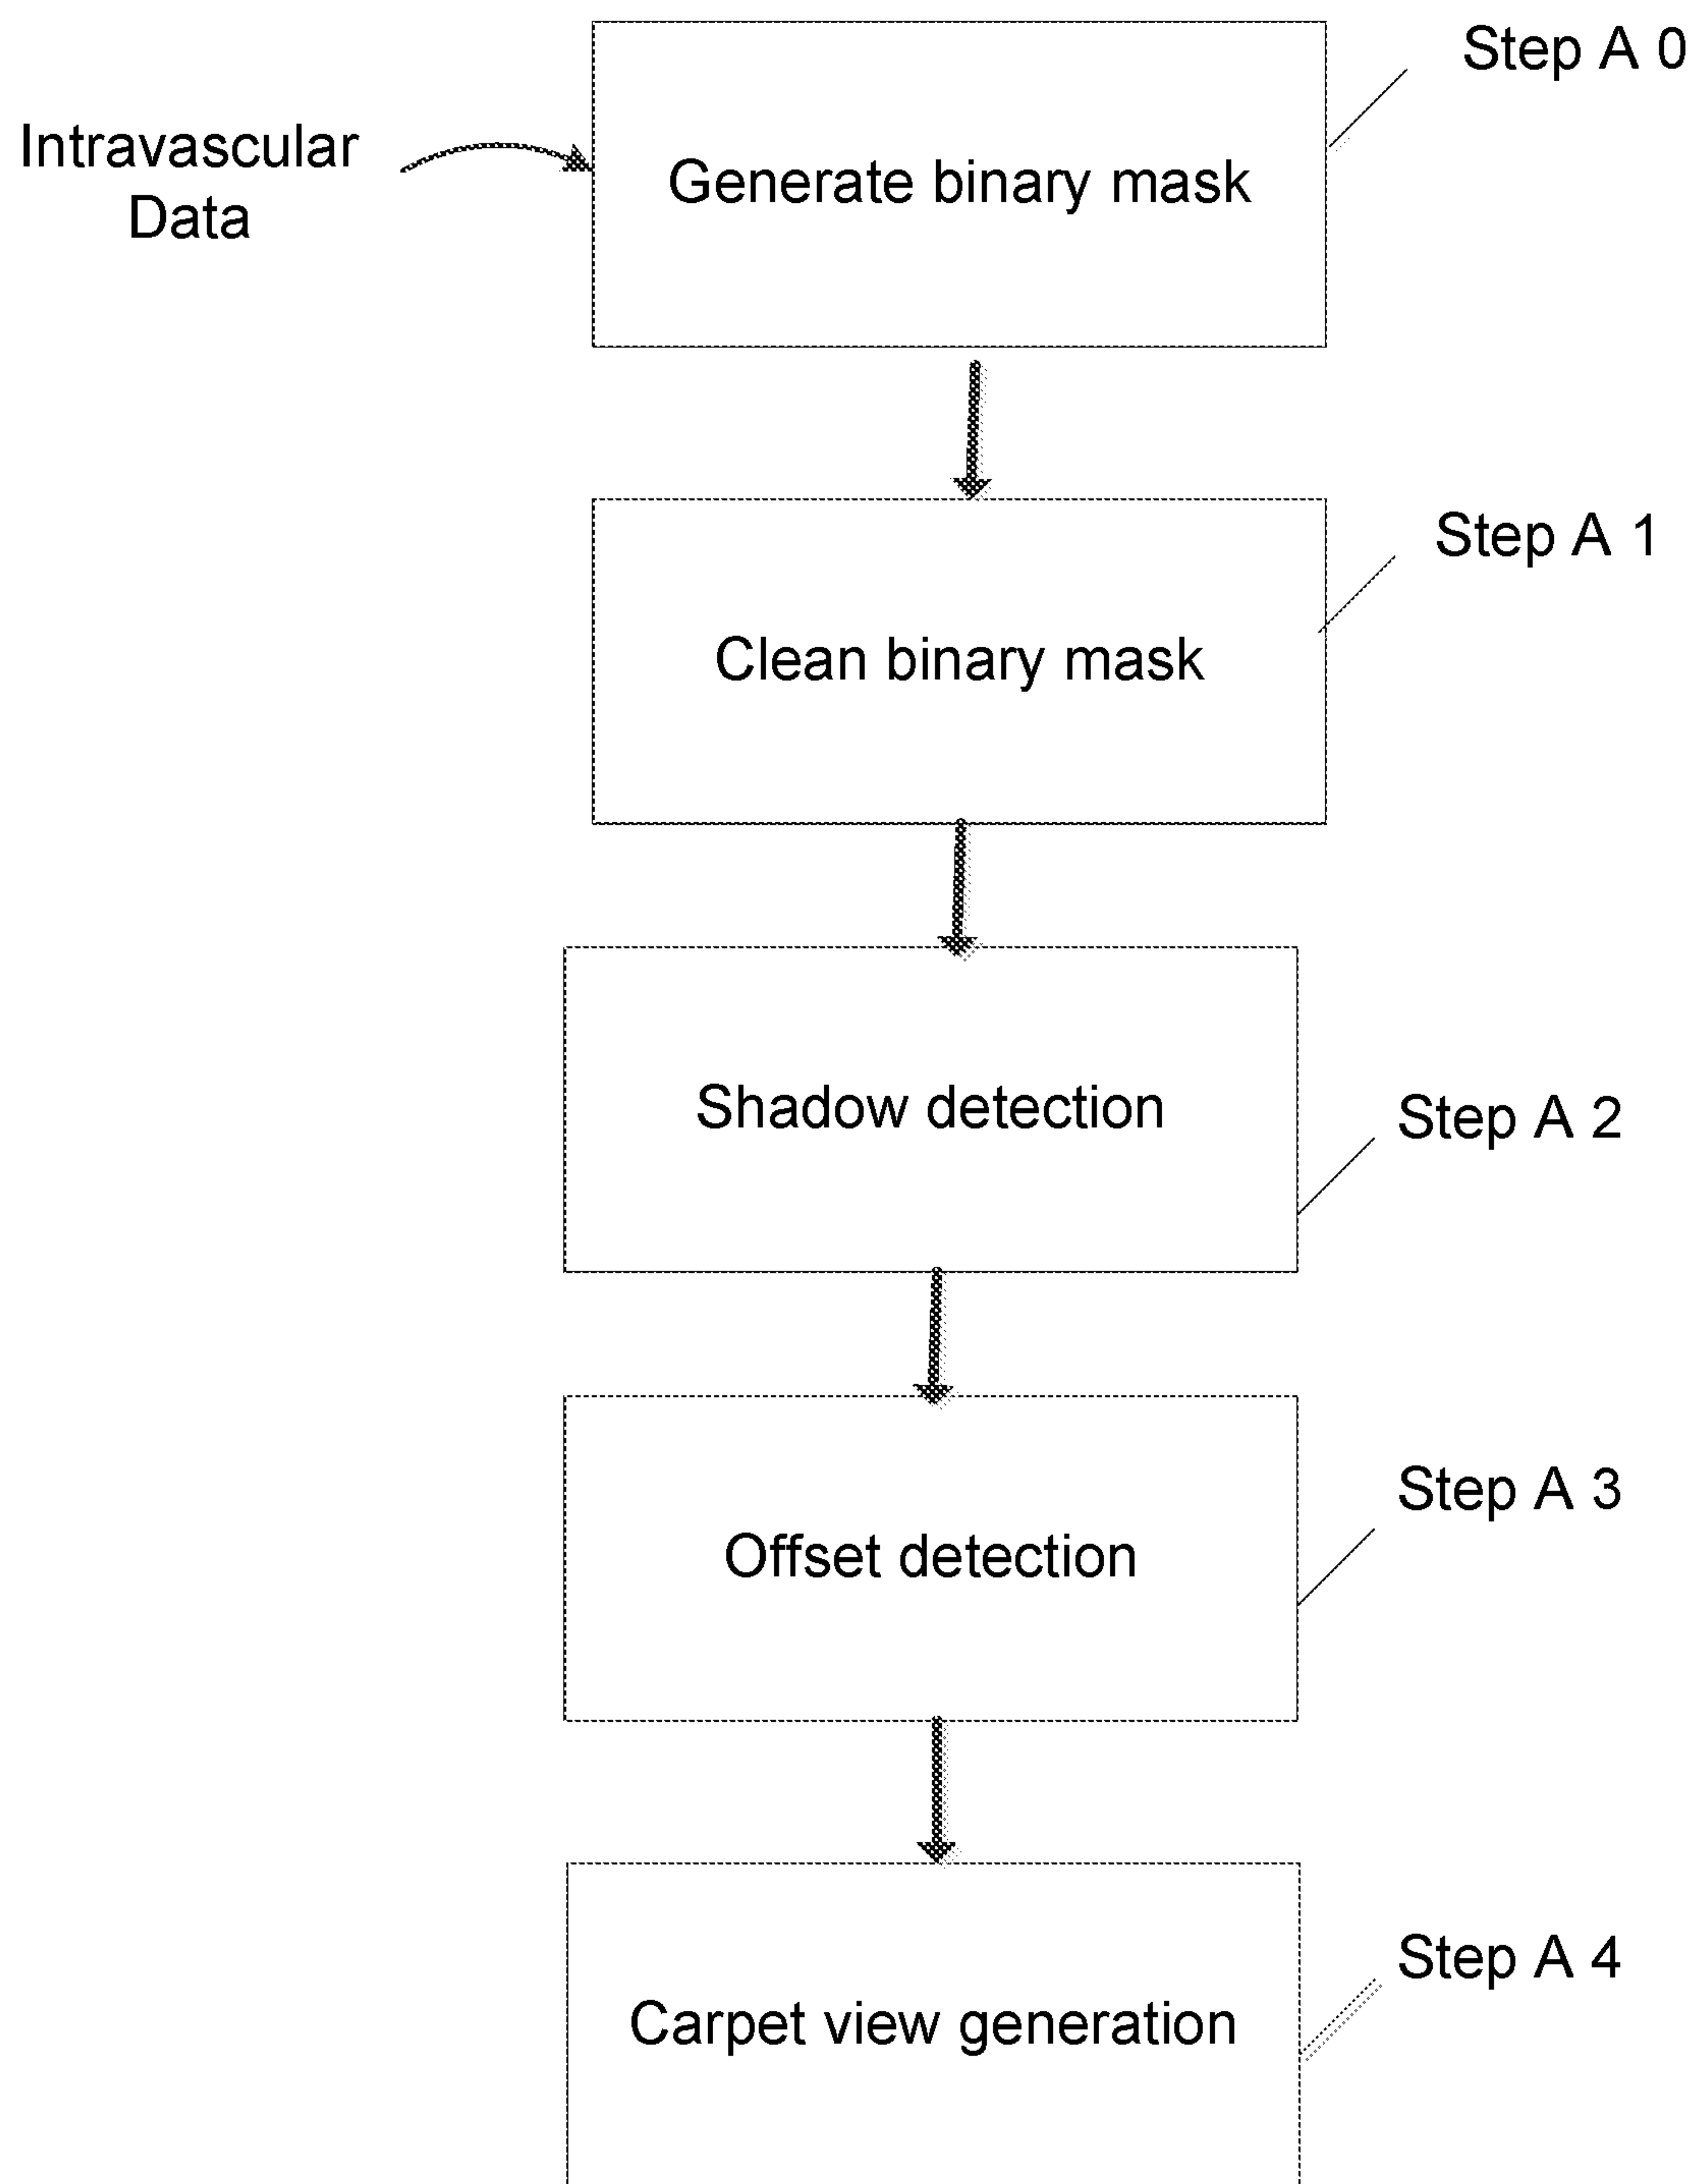 Step A 0
Intravascular
Data
Generate binary mask
Step A 1
Clean binary mask
Shadow detection
Step A 2
Step A 3
Offset detection
Step A 4
Carpet view generation